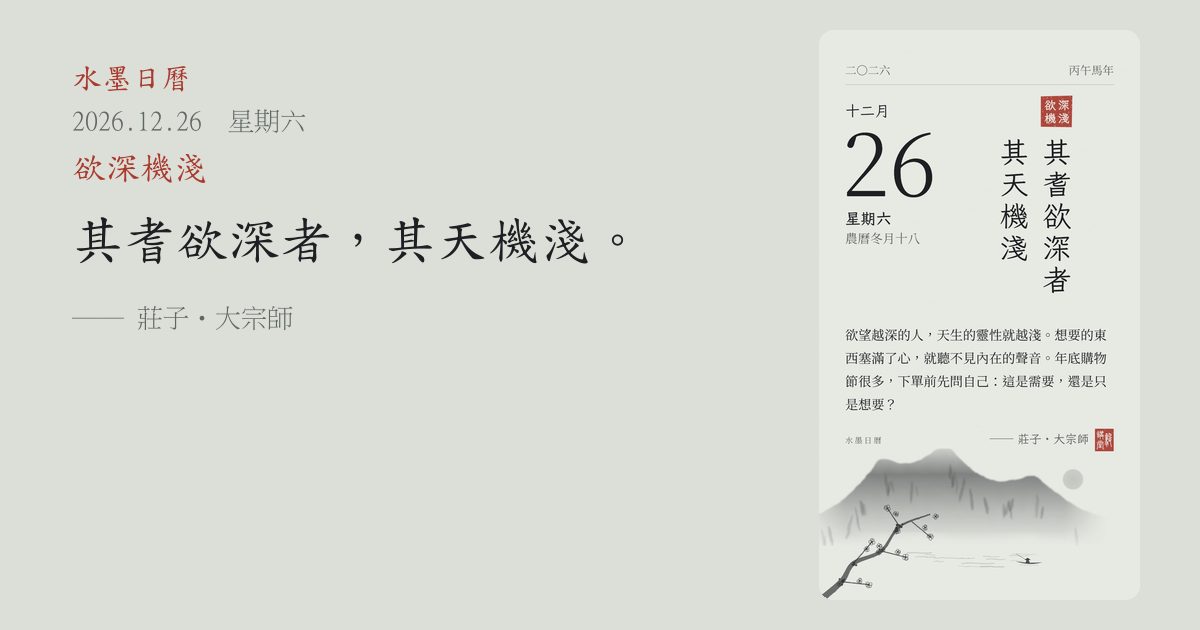 水墨日曆
2026.12.26 星期六
欲深機淺
其耆欲深者，其天機淺。
—— 莊子・大宗師
二〇二六
丙午馬年
十二月
26
星期六
農曆冬月十八
欲深
機淺
其耆欲深者
其天機淺
欲望越深的人，天生的靈性就越淺。想要的東
西塞滿了心，就聽不見內在的聲音。年底購物
節很多，下單前先問自己：這是需要，還是只
是想要？
水墨日曆
—— 莊子・大宗師